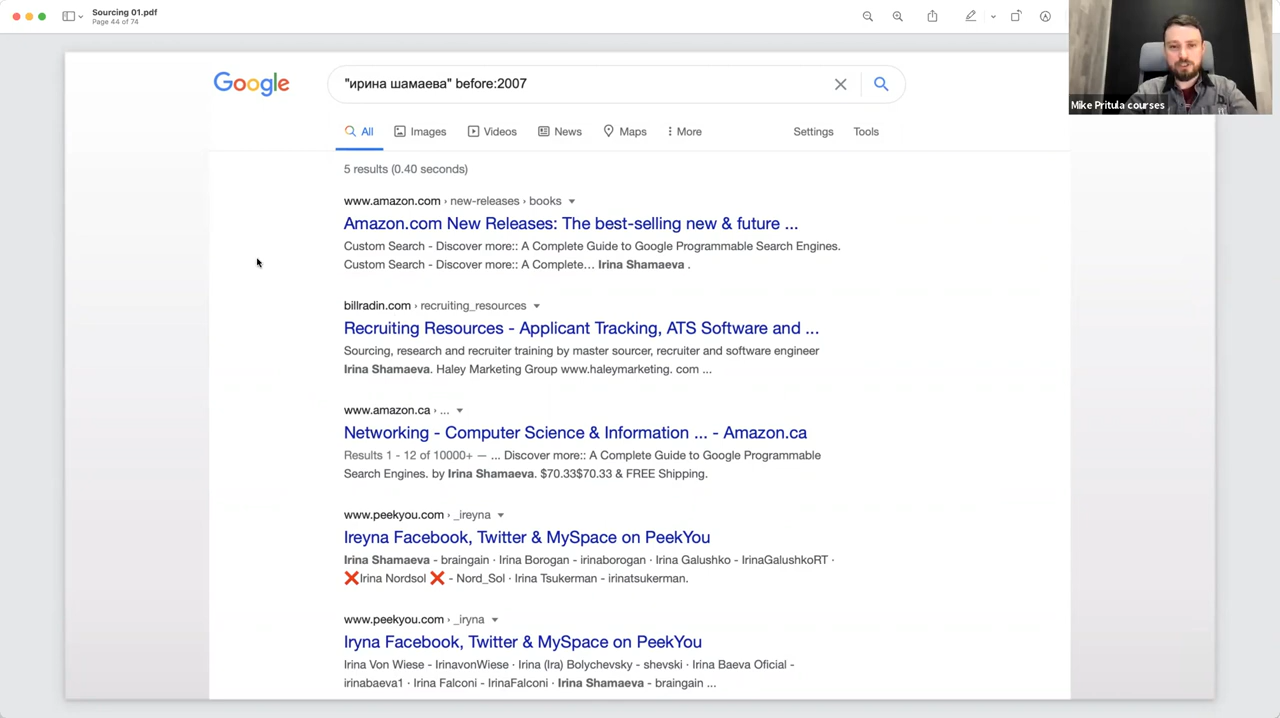 Sourcing 01.pdf
Page 44 of 74
Mike Pritula courses
Google
"ирина шамаева" before:2007
All Images Videos News Maps More Settings Tools
5 results (0.40 seconds)
www.amazon.com › new-releases › books
Amazon.com New Releases: The best-selling new & future ...
Custom Search - Discover more:: A Complete Guide to Google Programmable Search Engines.
Custom Search - Discover more:: A Complete... Irina Shamaeva .
billradin.com › recruiting_resources
Recruiting Resources - Applicant Tracking, ATS Software and ...
Sourcing, research and recruiter training by master sourcer, recruiter and software engineer
Irina Shamaeva. Haley Marketing Group www.haleymarketing. com ...
www.amazon.ca › ...
Networking - Computer Science & Information ... - Amazon.ca
Results 1 - 12 of 10000+ — ... Discover more:: A Complete Guide to Google Programmable
Search Engines. by Irina Shamaeva. $70.33$70.33 & FREE Shipping.
www.peekyou.com › _ireyna
Ireyna Facebook, Twitter & MySpace on PeekYou
Irina Shamaeva - braingain · Irina Borogan - irinaborogan · Irina Galushko - IrinaGalushkoRT ·
❌Irina Nordsol ❌ - Nord_Sol · Irina Tsukerman - irinatsukerman.
www.peekyou.com › _iryna
Iryna Facebook, Twitter & MySpace on PeekYou
Irina Von Wiese - IrinavonWiese · Irina (Ira) Bolychevsky - shevski · Irina Baeva Oficial -
irinabaeva1 · Irina Falconi - IrinaFalconi · Irina Shamaeva - braingain ...